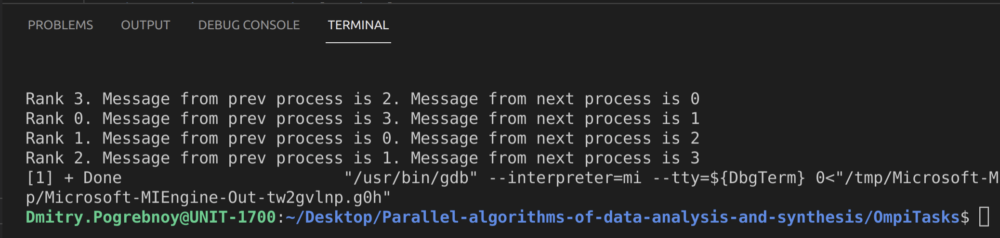 PROBLEMS OUTPUT DEBUG CONSOLE TERMINAL
Rank 3. Message from prev process is 2. Message from next process is 0
Rank 0. Message from prev process is 3. Message from next process is 1
Rank 1. Message from prev process is 0. Message from next process is 2
Rank 2. Message from prev process is 1. Message from next process is 3
[1] + Done "/usr/bin/gdb" --interpreter=mi --tty=${DbgTerm} 0<"/tmp/Microsoft-M
p/Microsoft-MIEngine-Out-tw2gvlnp.g0h"
Dmitry.Pogrebnoy@UNIT-1700:~/Desktop/Parallel-algorithms-of-data-analysis-and-synthesis/OmpiTasks$